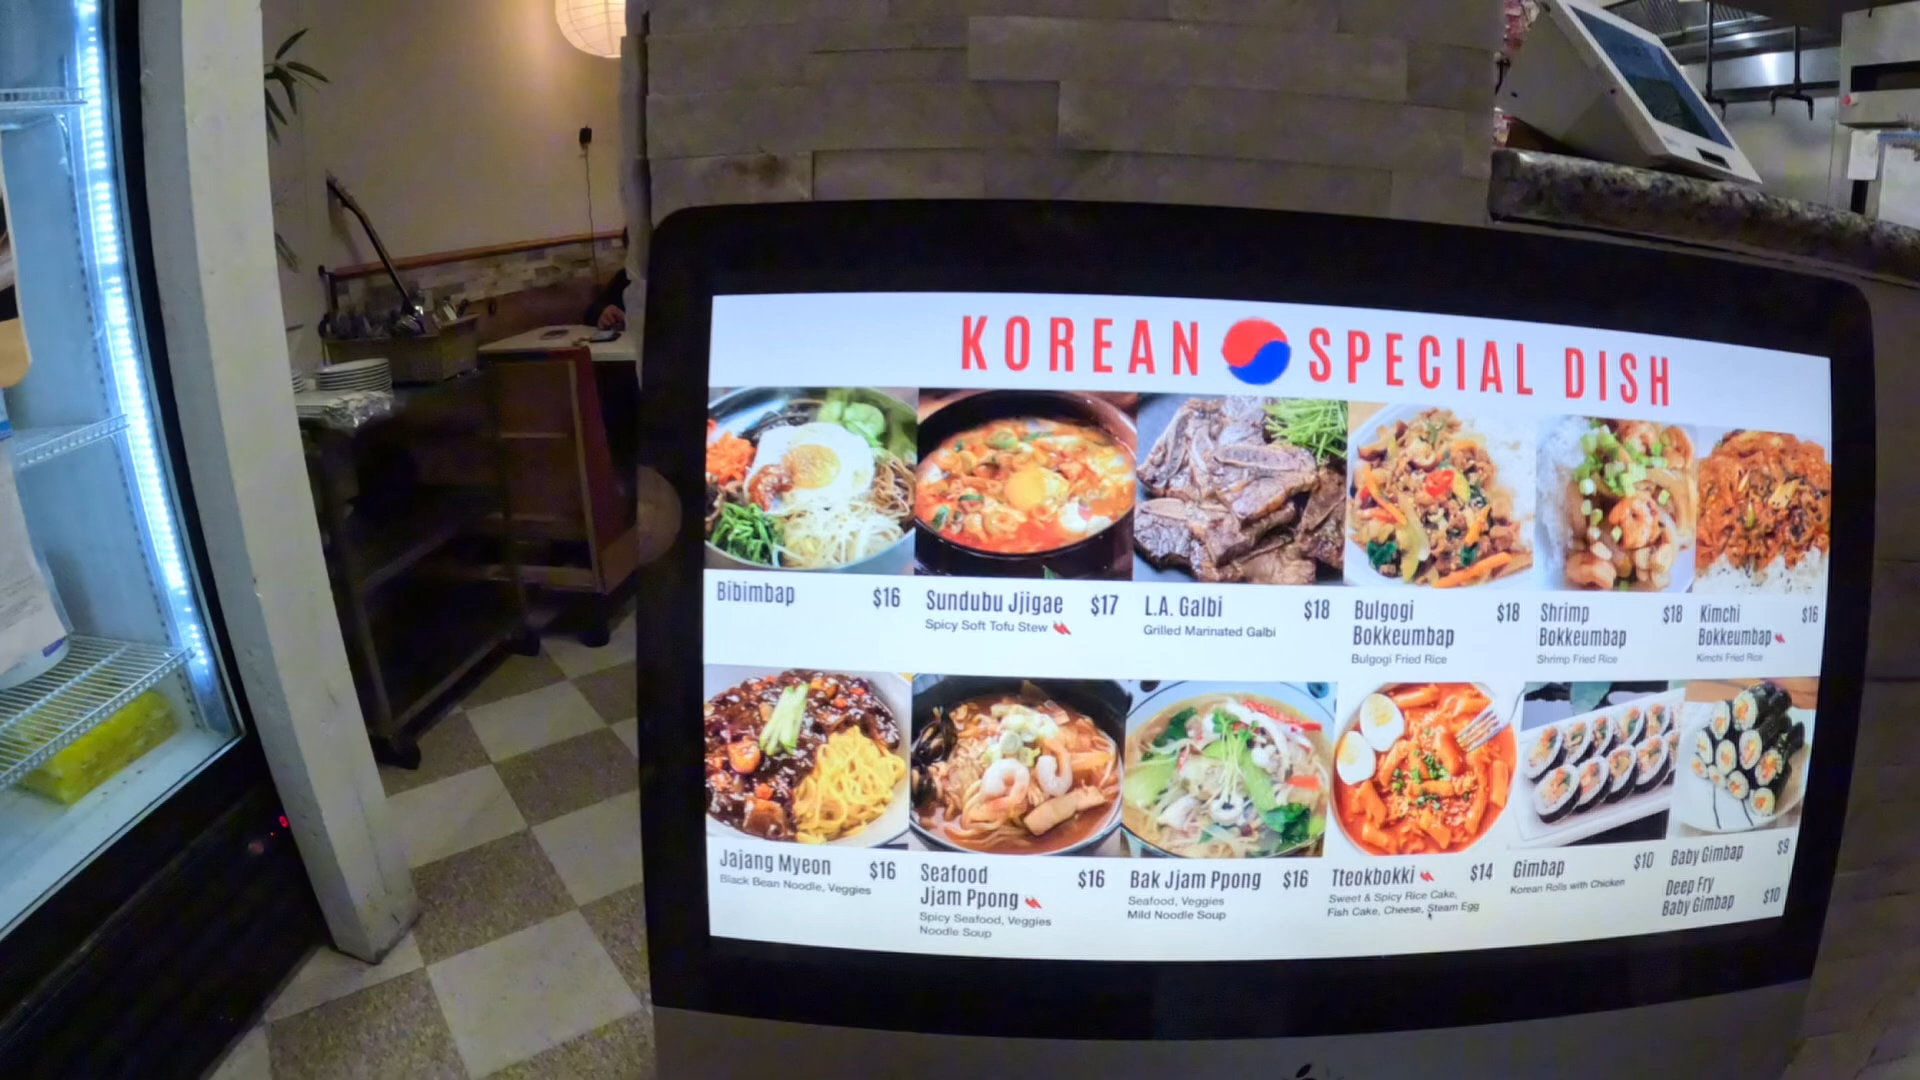 KOREAN SPECIAL DISH
Bibimbap $16
Sundubu Jjigae $17
Spicy Soft Tofu Stew
L.A. Galbi $18
Grilled Marinated Galbi
Bulgogi $18
Bokkeumbap
Bulgogi Fried Rice
Shrimp $18
Bokkeumbap
Shrimp Fried Rice
Kimchi $16
Bokkeumbap
Kimchi Fried Rice
Jajang Myeon $16
Black Bean Noodle, Veggies
Seafood $16
Jjam Ppong
Spicy Seafood, Veggies
Noodle Soup
Bak Jjam Ppong $16
Seafood, Veggies
Mild Noodle Soup
Tteokbokki $14
Sweet & Spicy Rice Cake,
Fish Cake, Cheese, Steam Egg
Gimbap $10
Korean Rolls with Chicken
Baby Gimbap $9
Deep Fry
Baby Gimbap $10